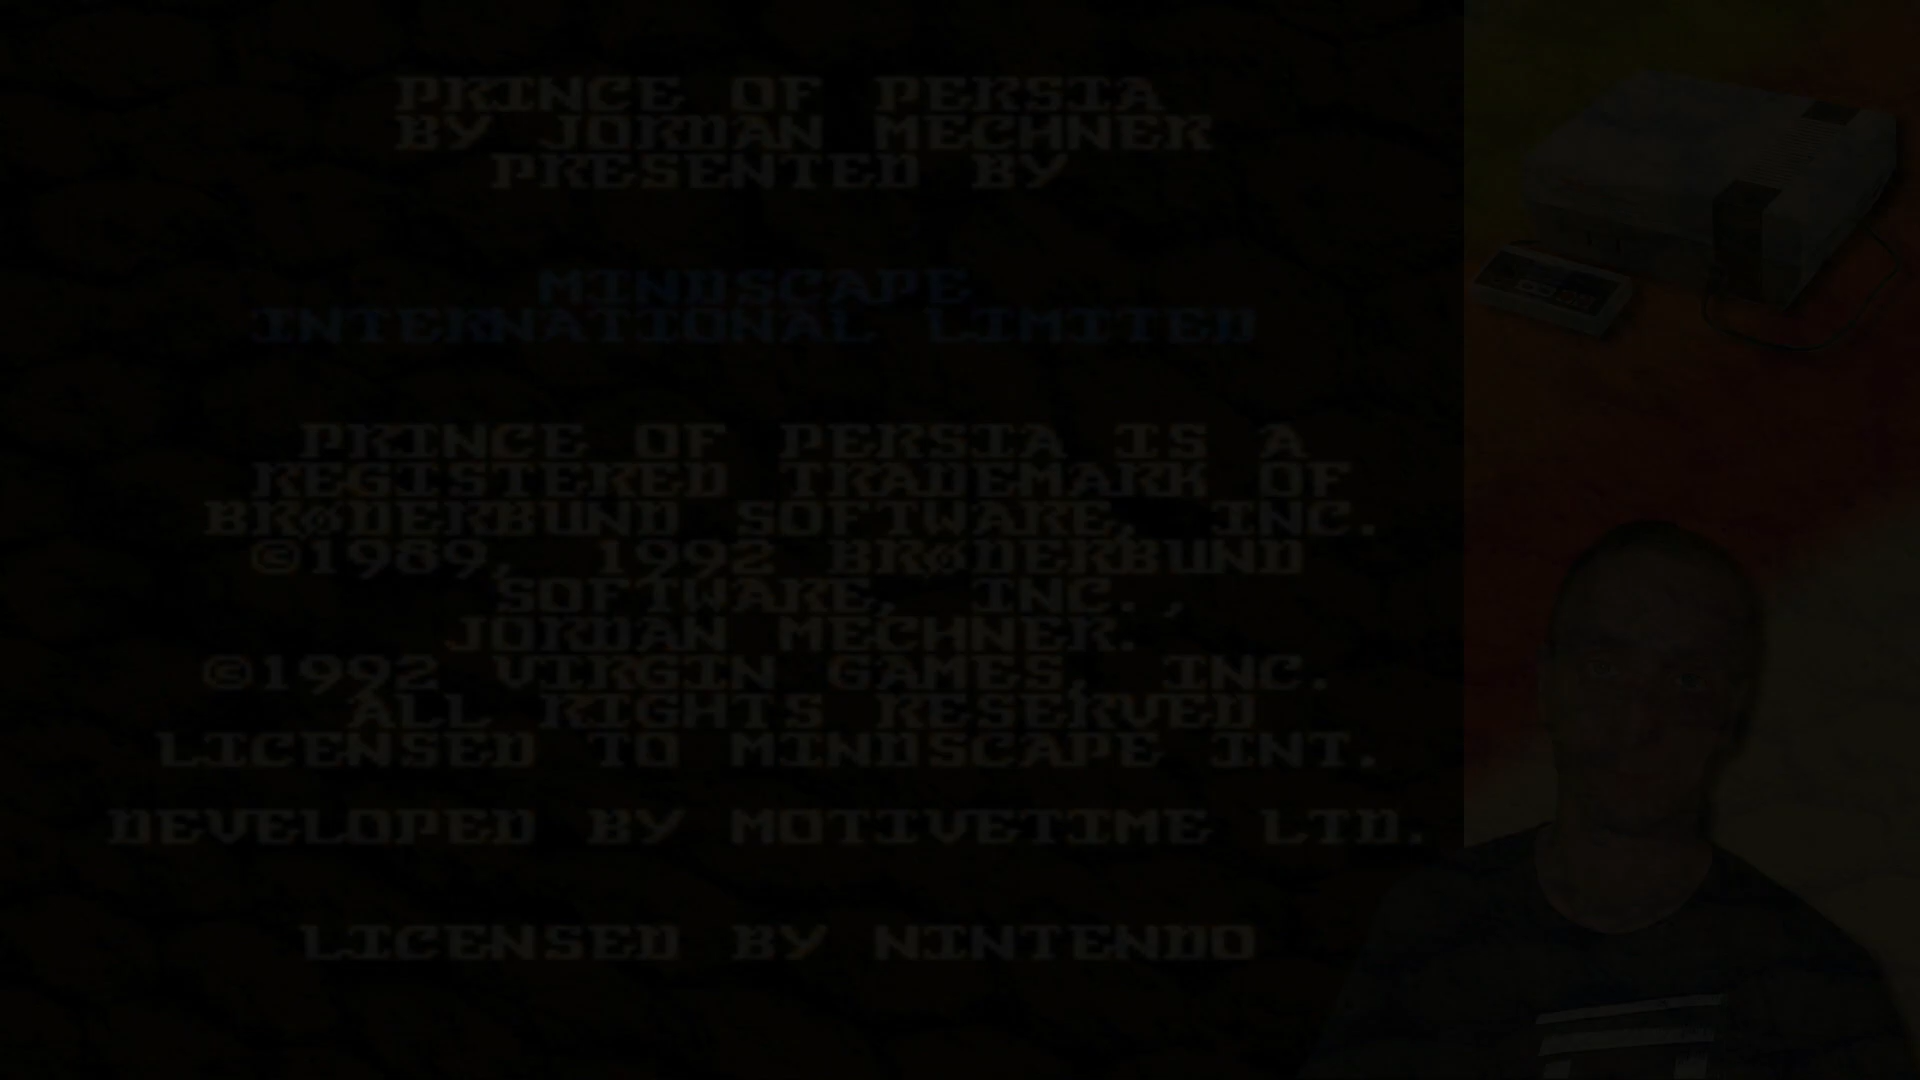 PRINCE OF PERSIA
BY JORDAN MECHNER
PRESENTED BY
MINDSCAPE
INTERNATIONAL LIMITED
PRINCE OF PERSIA IS A
REGISTERED TRADEMARK OF
BRØDERBUND SOFTWARE, INC.
©1989, 1992 BRØDERBUND
SOFTWARE, INC.,
JORDAN MECHNER.
©1992 VIRGIN GAMES, INC.
ALL RIGHTS RESERVED
LICENSED TO MINDSCAPE INT.
DEVELOPED BY MOTIVETIME LTD.
LICENSED BY NINTENDO